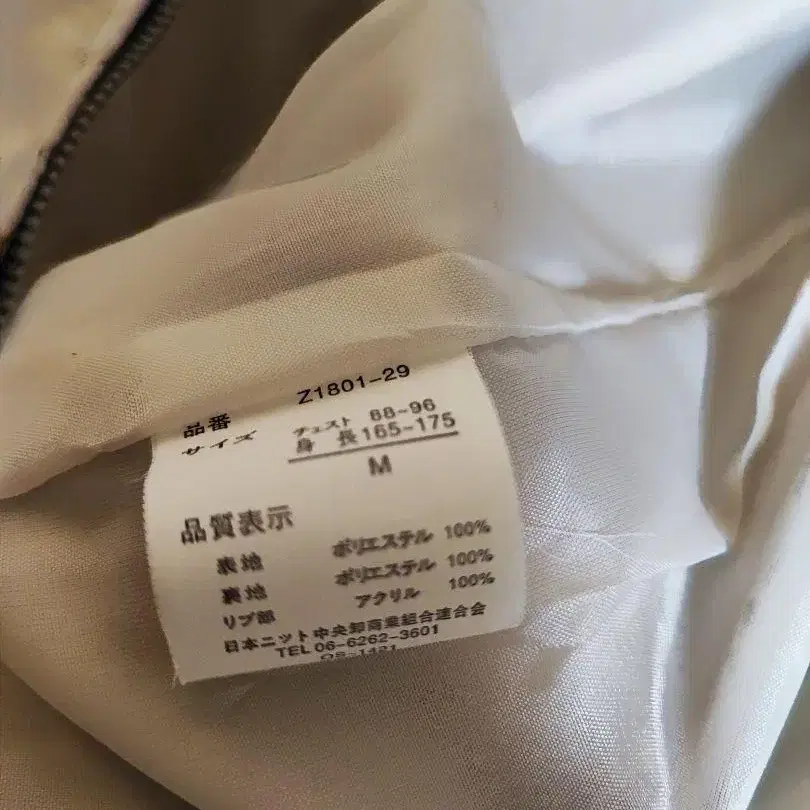 品番 Z1801-29
サイズ チェスト 88-96
身 長165-175
M
品質表示
表地 ポリエステル 100%
裏地 ポリエステル 100%
リブ部 アクリル 100%
日本ニット中央卸商業組合連合会
TEL 06-6262-3601